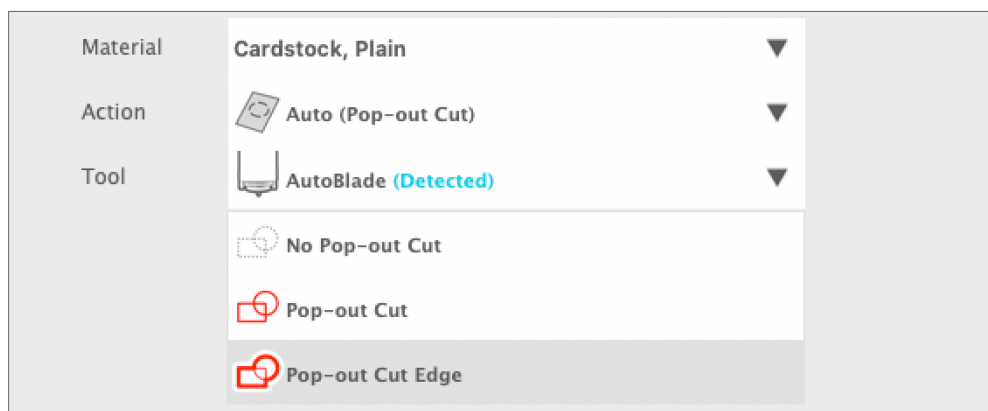 Material Cardstock, Plain
Action Auto (Pop-out Cut)
Tool AutoBlade (Detected)
No Pop-out Cut
Pop-out Cut
Pop-out Cut Edge